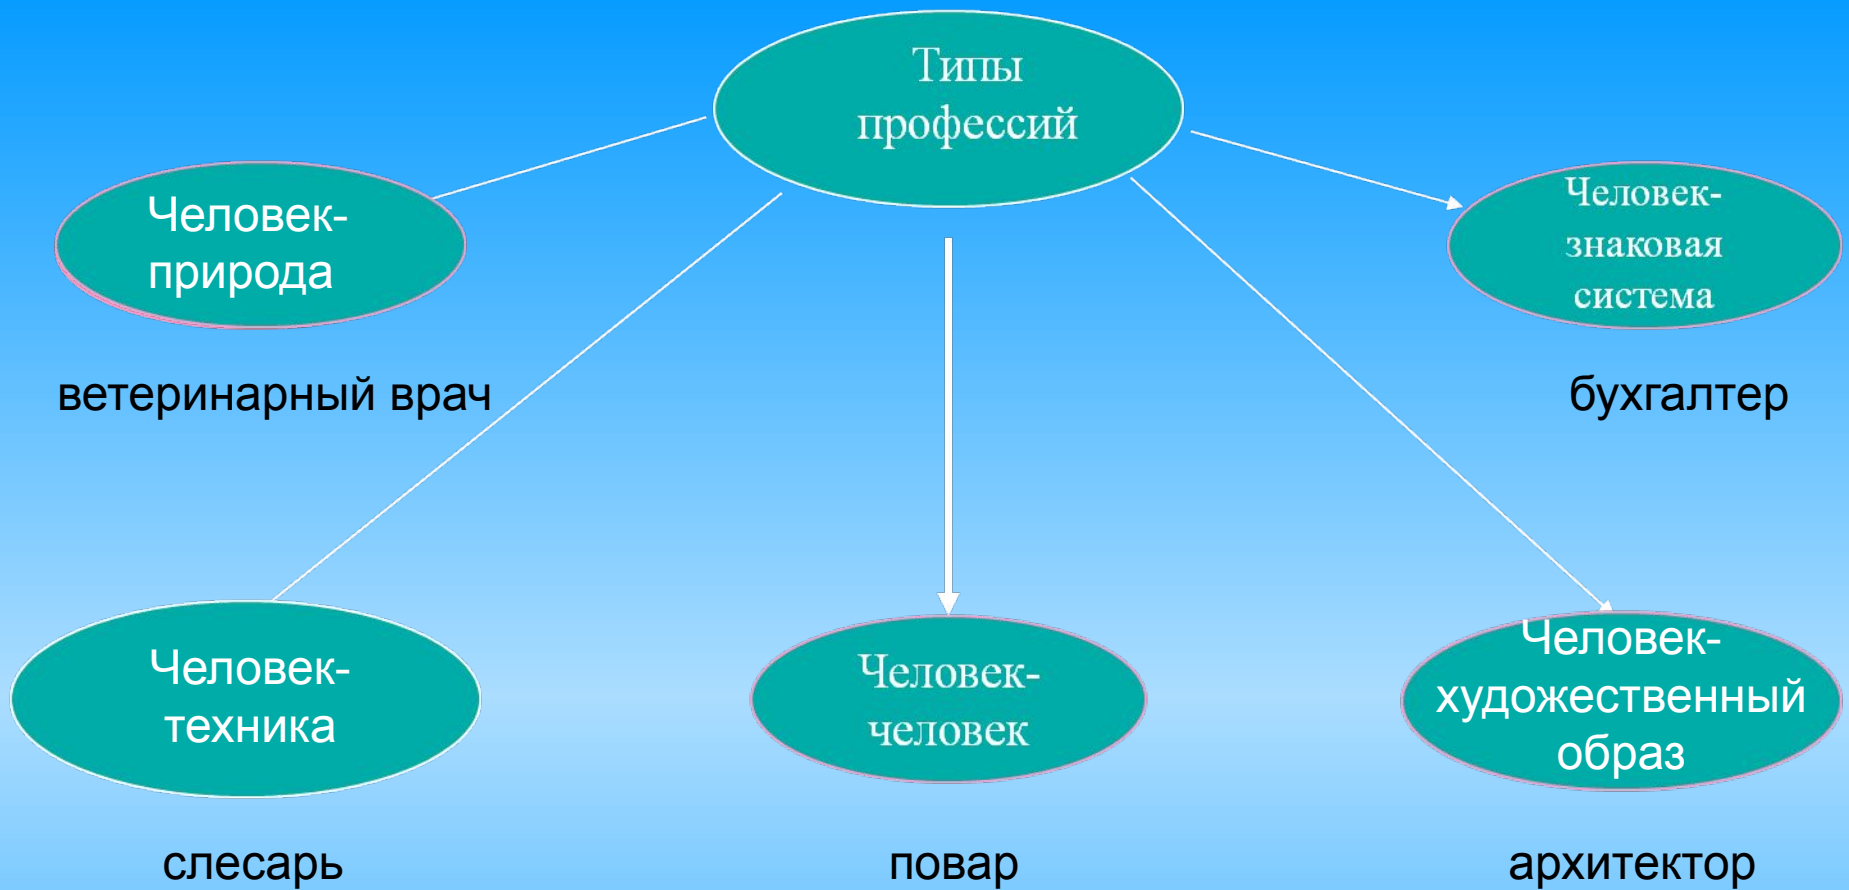 Типы
профессий
Человек-
природа
Человек-
знаковая
система
ветеринарный врач
бухгалтер
Человек-
техника
Человек-
человек
Человек-
художественный
образ
слесарь
повар
архитектор